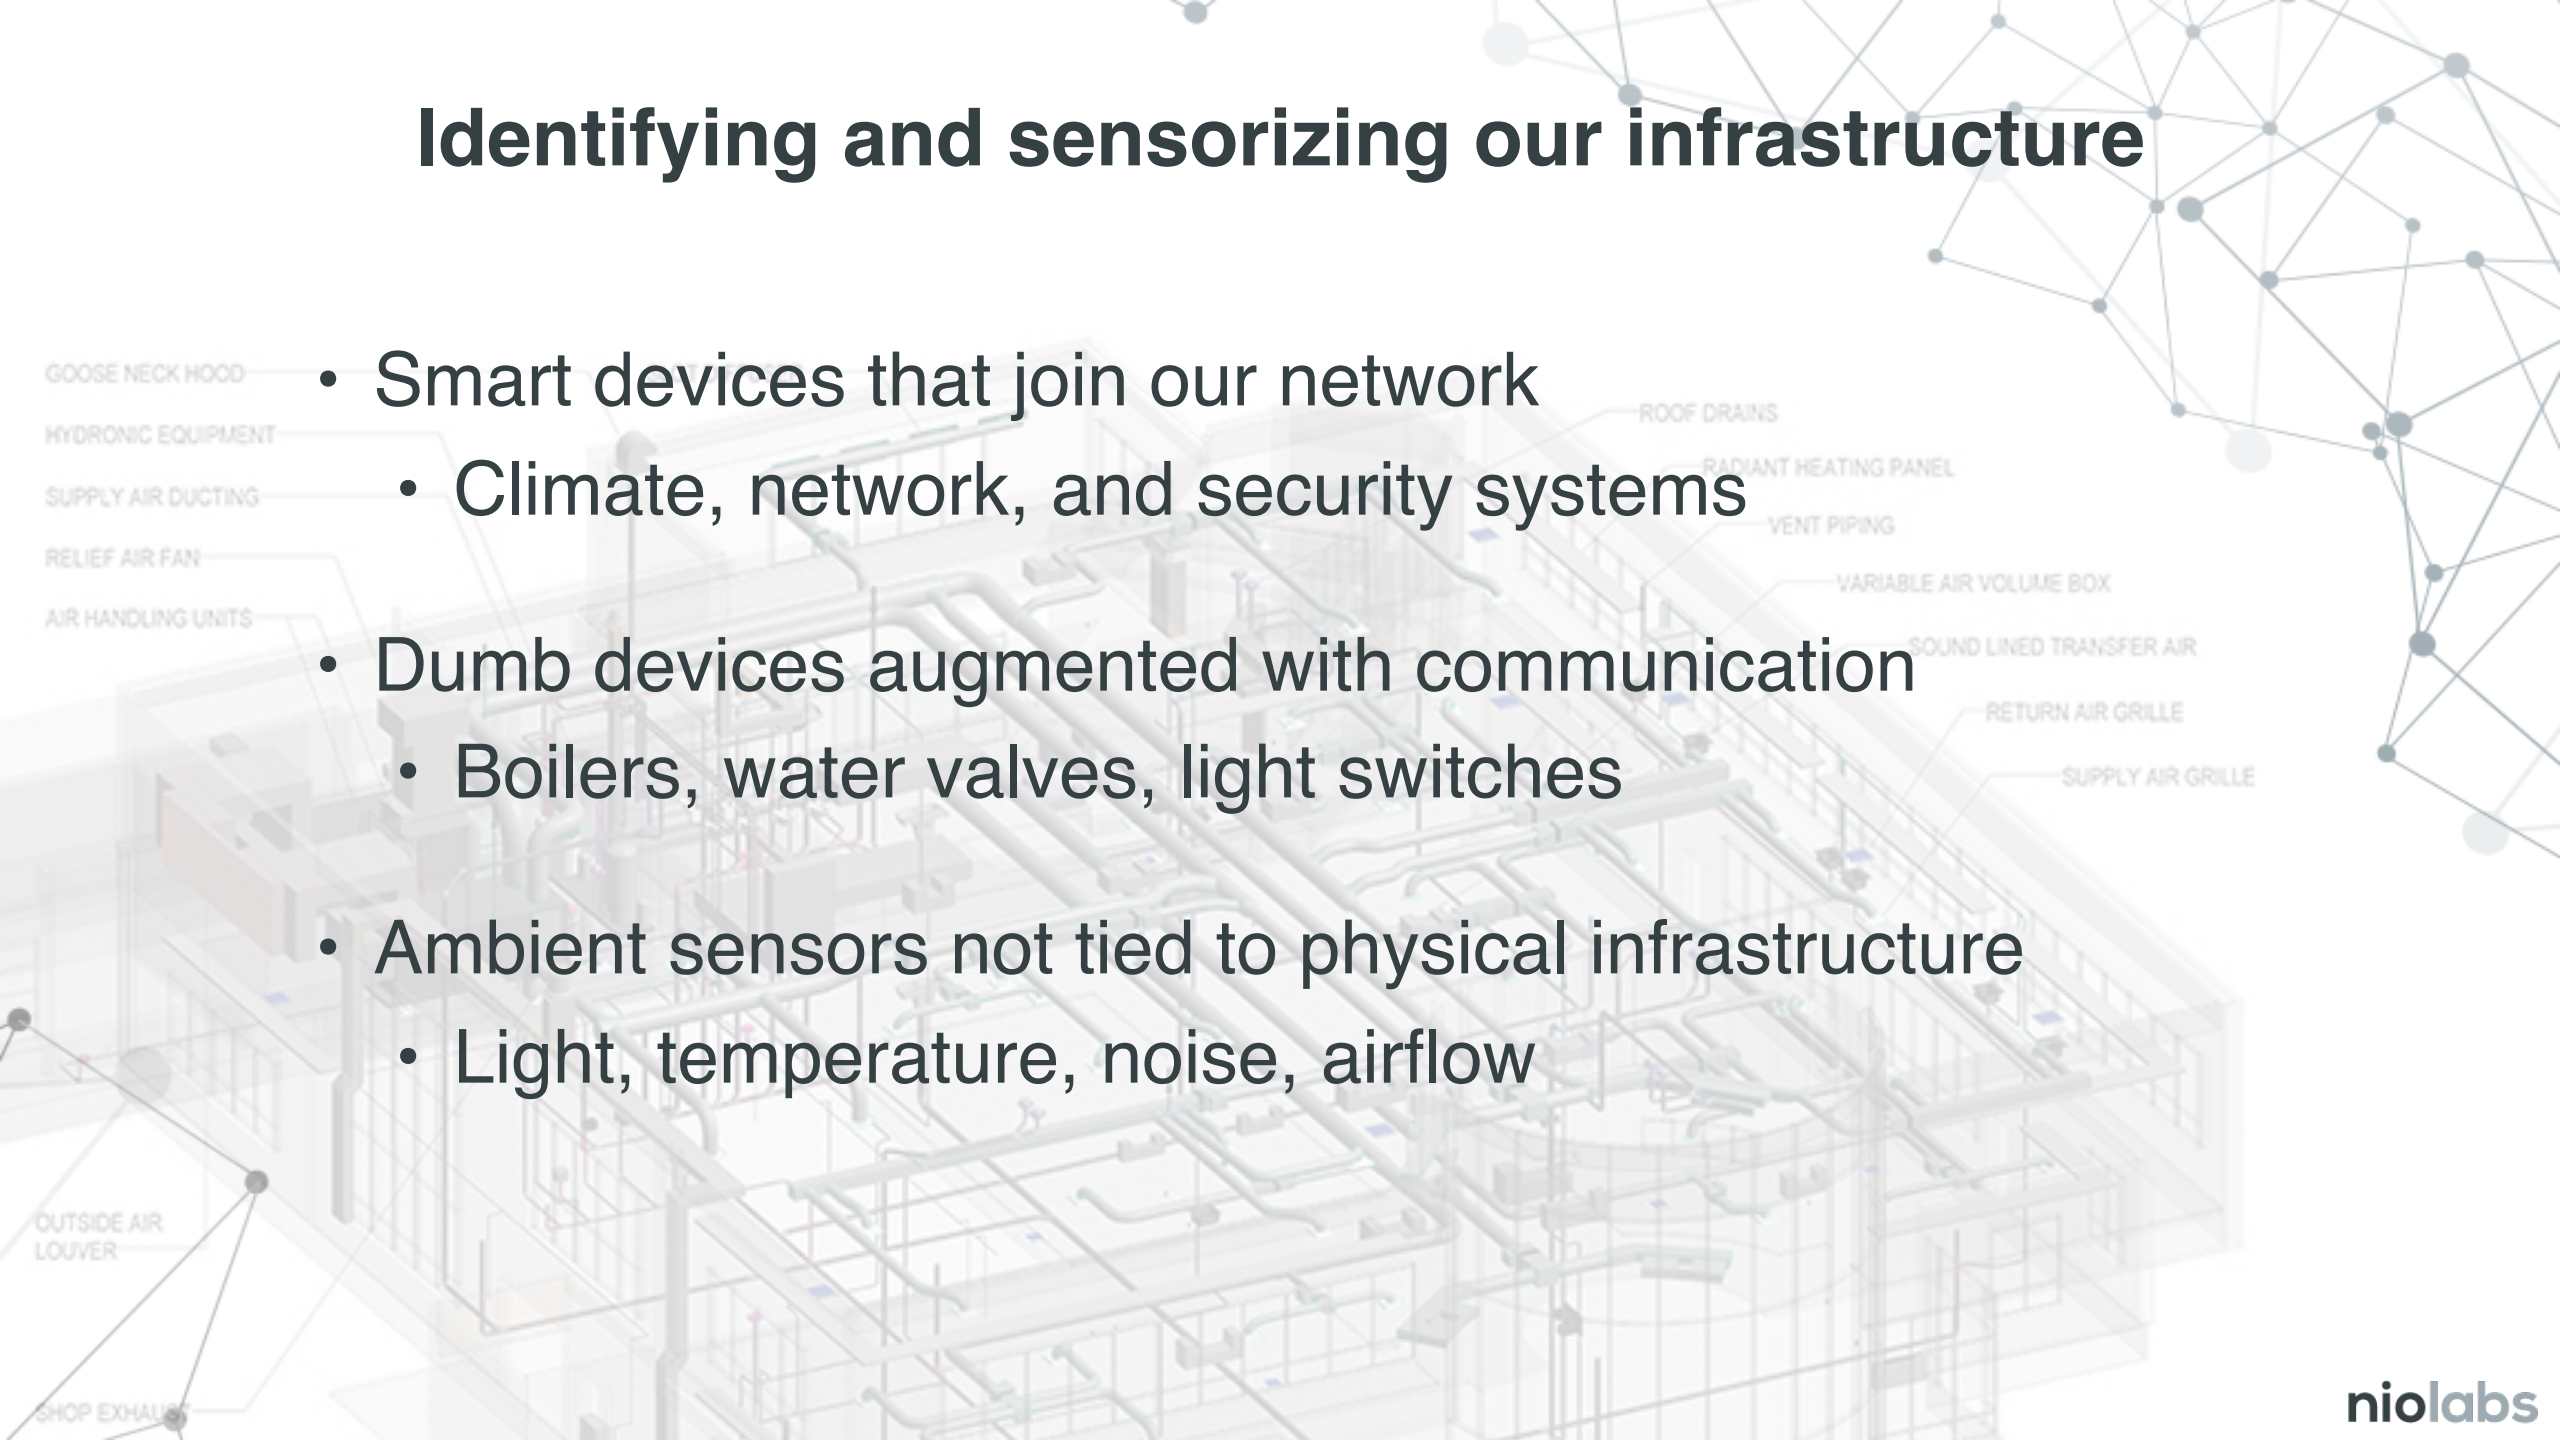 Identifying and sensorizing our infrastructure
• Smart devices that join our network
• Climate, network, and security systems
• Dumb devices augmented with communication
• Boilers, water valves, light switches
• Ambient sensors not tied to physical infrastructure
• Light, temperature, noise, airflow
GOOSE NECK HOOD
HYDRONIC EQUIPMENT
SUPPLY AIR DUCTING
RELIEF AIR FAN
AIR HANDLING UNITS
ROOF DRAINS
RADIANT HEATING PANEL
VENT PIPING
VARIABLE AIR VOLUME BOX
SOUND LINED TRANSFER AIR
RETURN AIR GRILLE
SUPPLY AIR GRILLE
OUTSIDE AIR
LOUVER
SHOP EXHAUST
niolabs